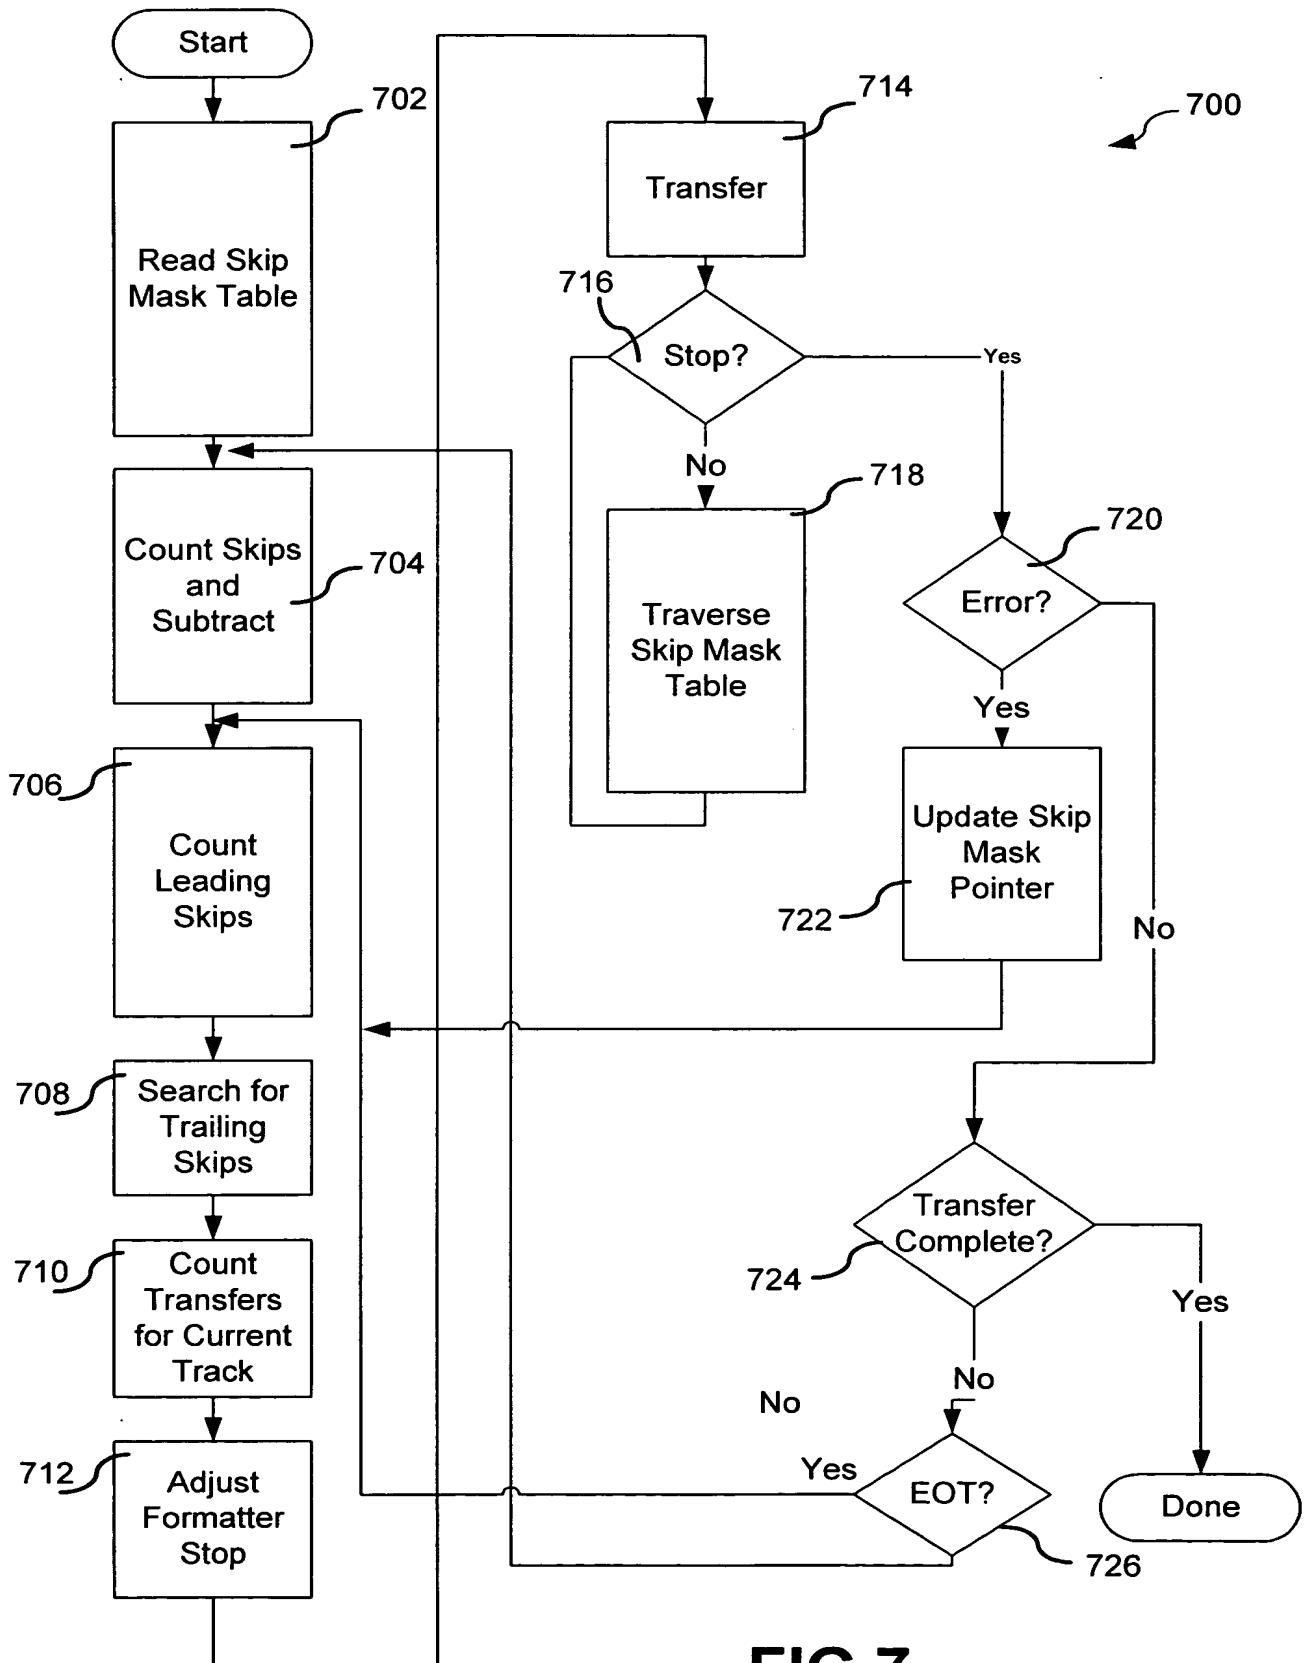 Start
702
Read Skip
Mask Table
Count Skips
and
Subtract
704
706
Count
Leading
Skips
708
Search for
Trailing
Skips
710
Count
Transfers
for Current
Track
712
Adjust
Formatter
Stop
714
700
Transfer
716
Stop?
Yes
No
718
Traverse
Skip Mask
Table
720
Error?
Yes
No
Update Skip
Mask
Pointer
722
Transfer
Complete?
724
Yes
No
No
Yes
EOT?
726
Done
FIG 7